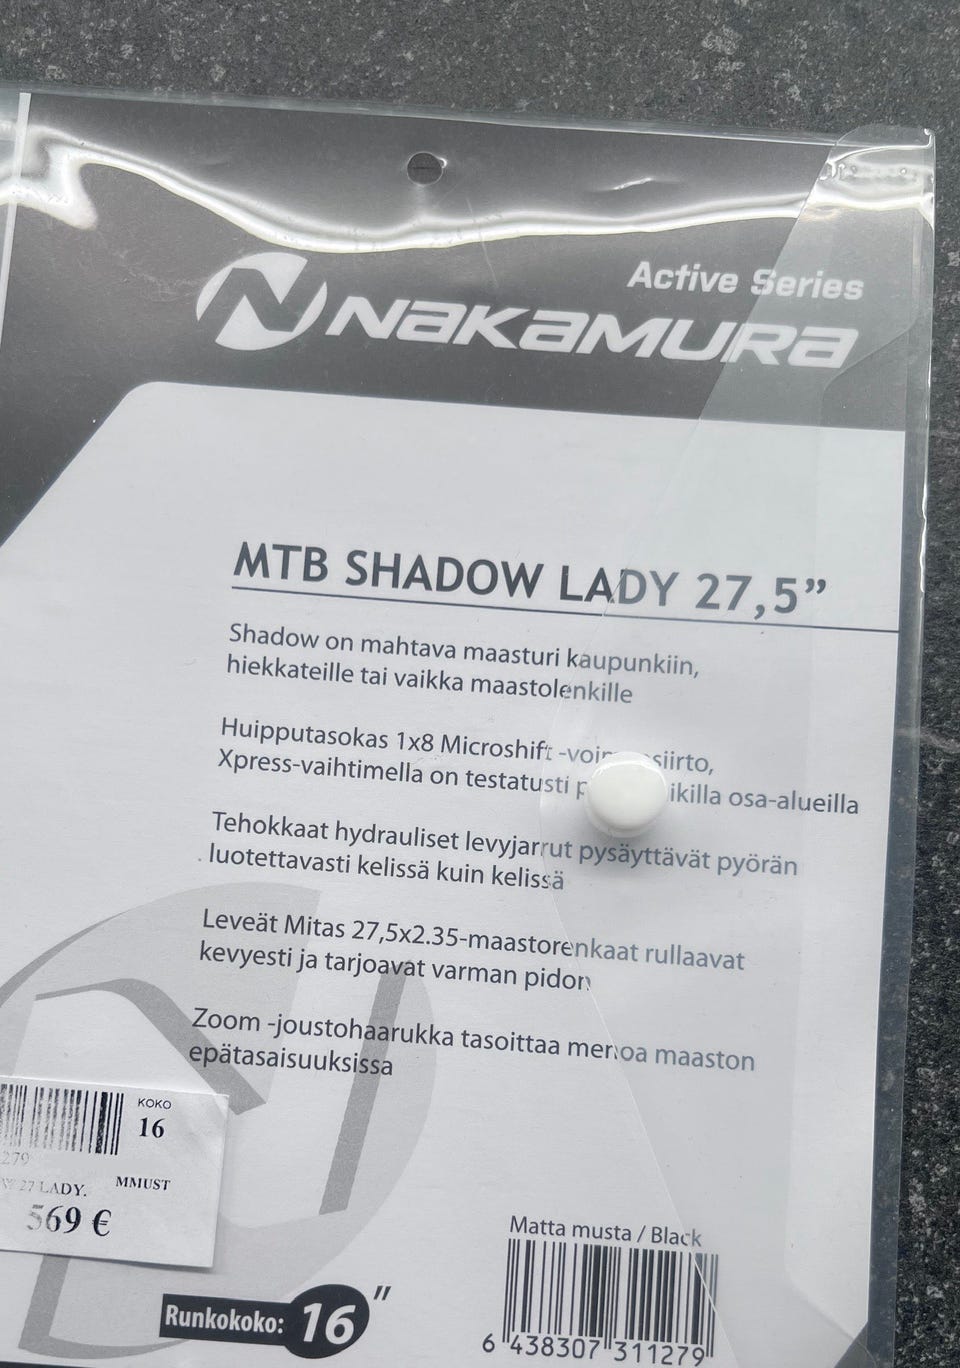 Active Series
NAKAMURA
MTB SHADOW LADY 27,5”
Shadow on mahtava maasturi kaupunkiin,
hiekkateille tai vaikka maastolenkille
Huipputasokas 1x8 Microshift -voimansiirto,
Xpress-vaihtimella on testatusti osa-alueilla
Tehokkaat hydrauliset levyjarrut pysäyttävät pyörän
luotettavasti kelissä kuin kelissä
Leveät Mitas 27,5x2.35-maastorenkaat rullaavat
kevyesti ja tarjoavat varman pidon
Zoom -joustohaarukka tasoittaa menoa maaston
epätasaisuuksissa
KOKO
16
279
27 LADY. MMUST
569 €
Matta musta / Black
Runkokoko: 16”
6 438307 311279